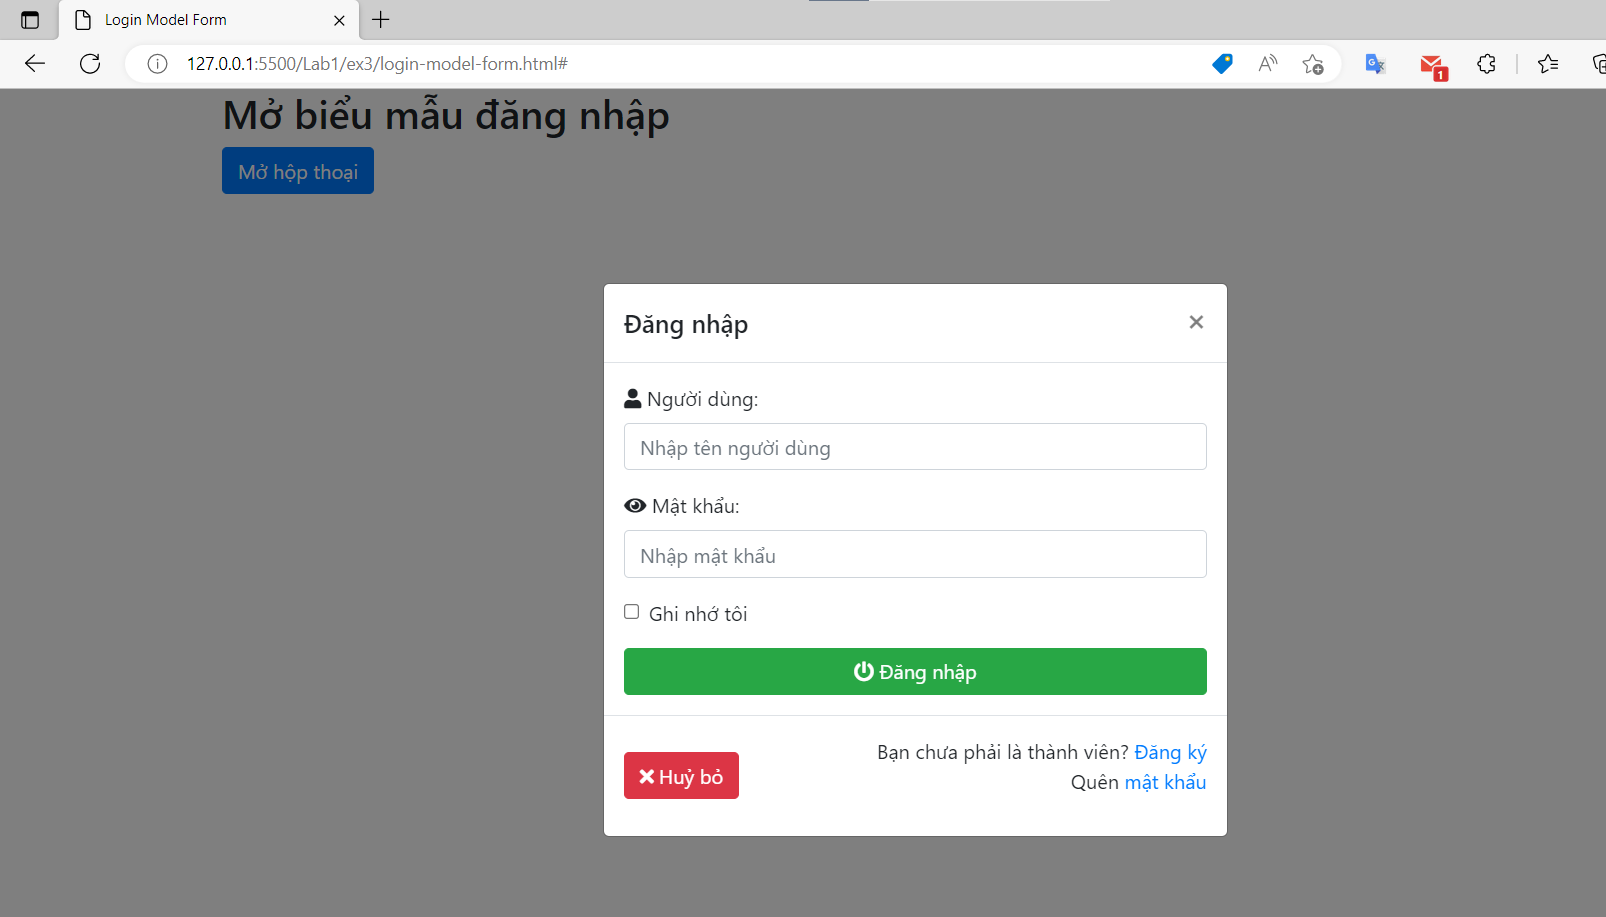 Login Model Form
127.0.0.1:5500/Lab1/ex3/login-model-form.html#
1
Mở biểu mẫu đăng nhập
Mở hộp thoại
Đăng nhập
Người dùng:
Nhập tên người dùng
Mật khẩu:
Nhập mật khẩu
Ghi nhớ tôi
Đăng nhập
Huỷ bỏ
Bạn chưa phải là thành viên? Đăng ký
Quên mật khẩu